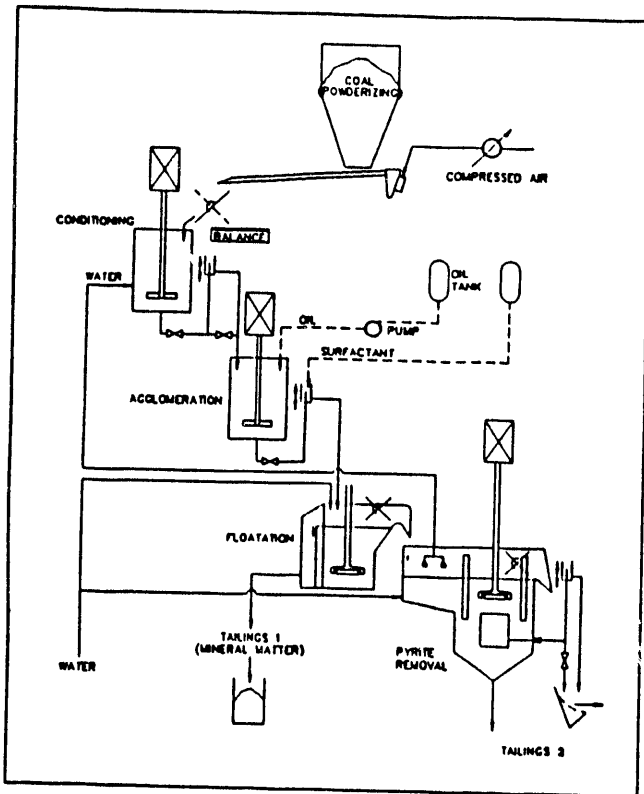 COAL
POWDERIZING
COMPRESSED AIR
CONDITIONING
BALANCE
WATER
OIL
TANK
OIL
PUMP
SURFACTANT
AGGLOMERATION
FLOATATION
TAILINGS 1
(MINERAL MATTER)
WATER
PYRITE
REMOVAL
TAILINGS 2